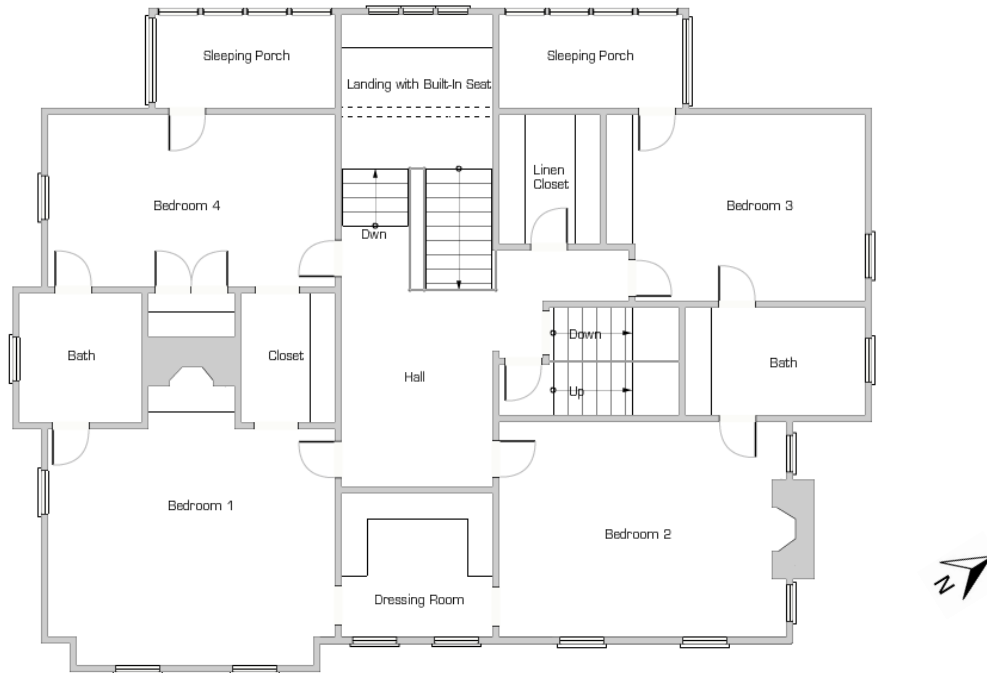 Sleeping Porch
Landing with Built-In Seat
Sleeping Porch
Linen
Closet
Bedroom 4
Bedroom 3
Dwn
Down
Bath
Closet
Hall
Bath
Up
Bedroom 1
Bedroom 2
Dressing Room
N